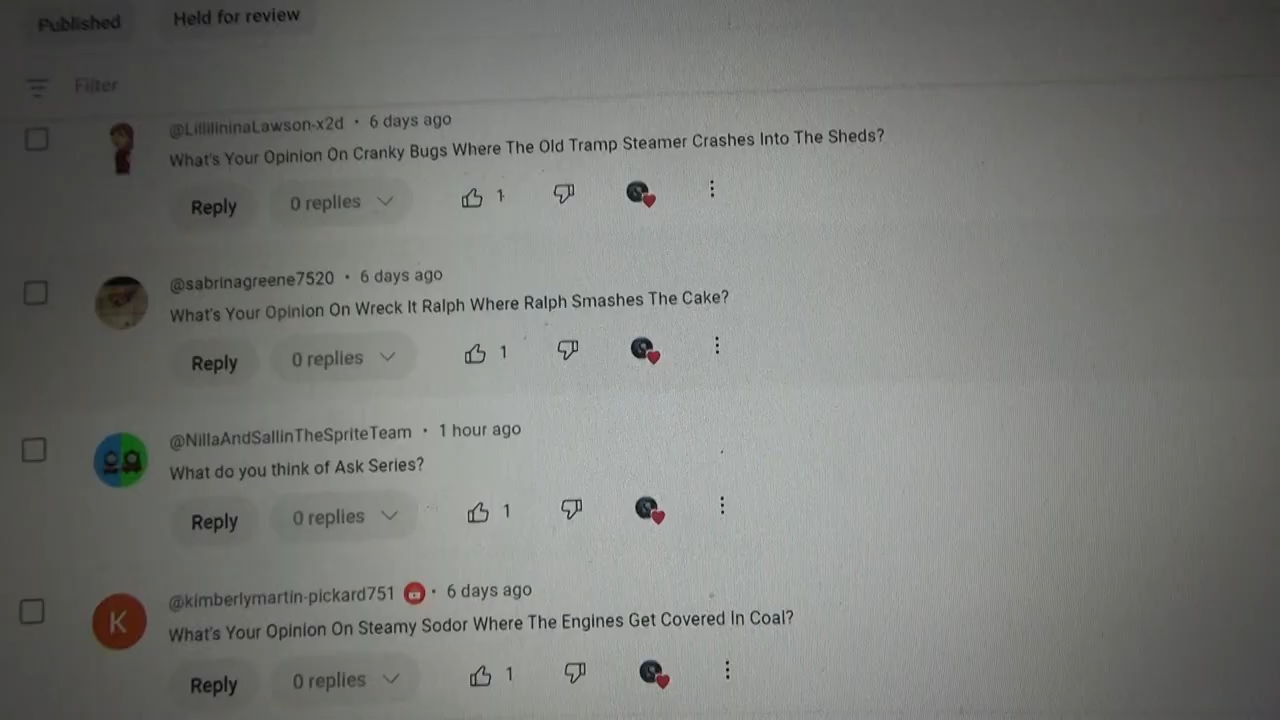 Published Held for review
Filter
@LillilininaLawson-x2d • 6 days ago
What's Your Opinion On Cranky Bugs Where The Old Tramp Steamer Crashes Into The Sheds?
Reply 0 replies 1
@sabrinagreene7520 • 6 days ago
What's Your Opinion On Wreck It Ralph Where Ralph Smashes The Cake?
Reply 0 replies 1
@NillaAndSallinTheSpriteTeam • 1 hour ago
What do you think of Ask Series?
Reply 0 replies 1
K
@kimberlymartin-pickard751 • 6 days ago
What's Your Opinion On Steamy Sodor Where The Engines Get Covered In Coal?
Reply 0 replies 1